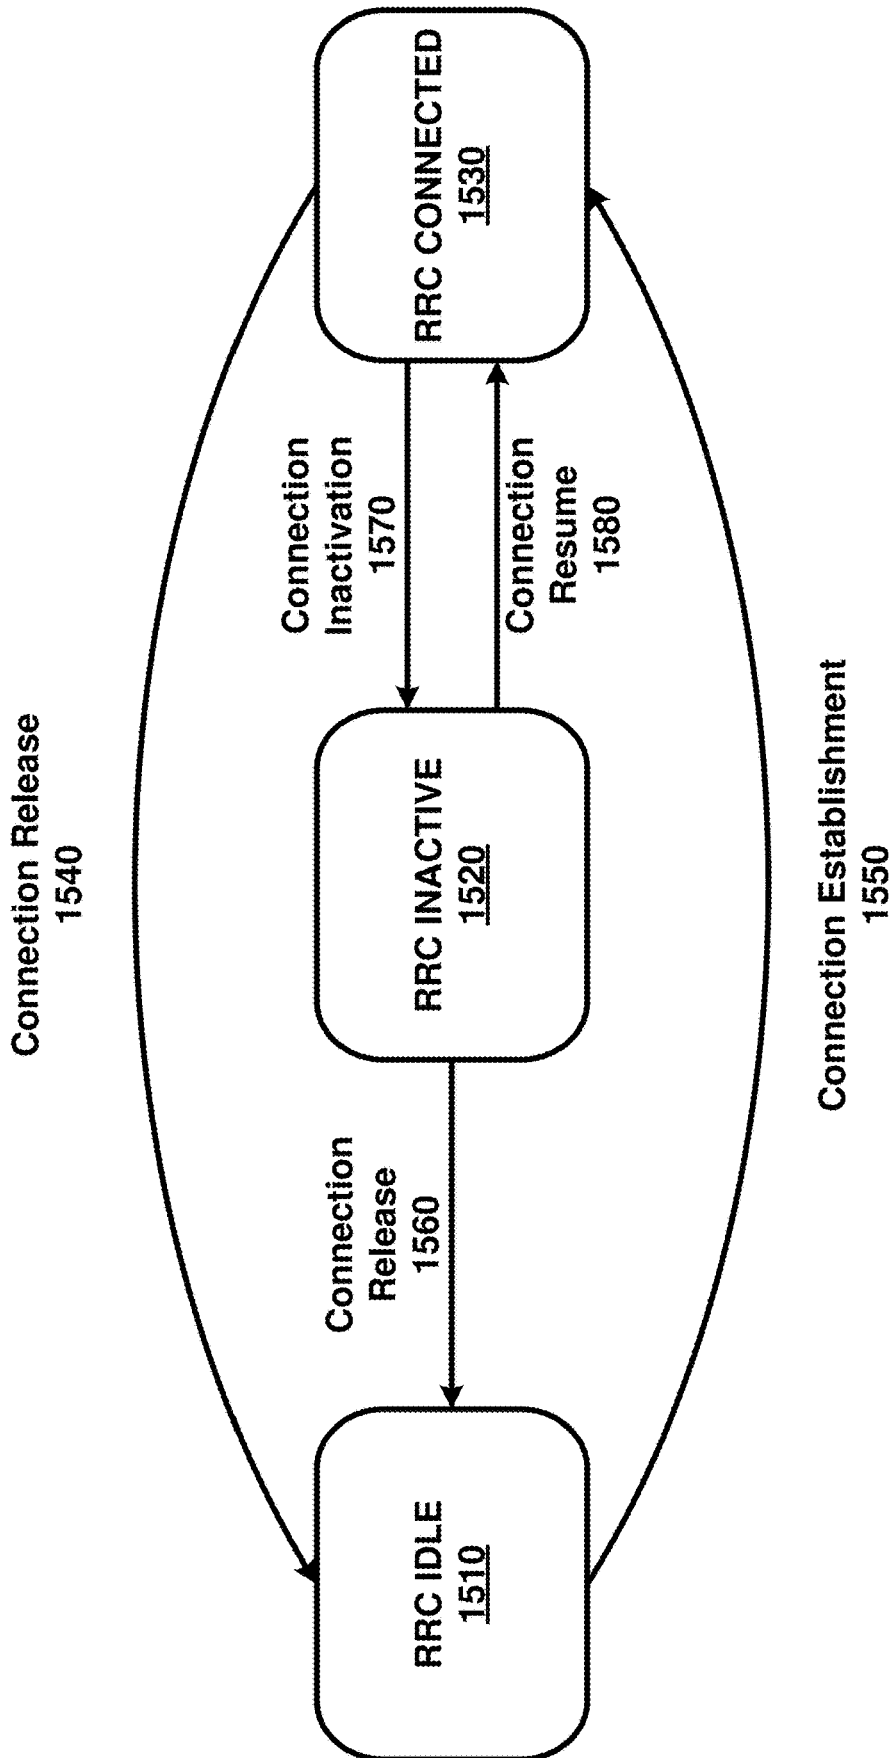 Connection Release
1540
RRC IDLE
1510
Connection
Release
1560
RRC INACTIVE
1520
Connection
Inactivation
1570
Connection
Resume
1580
RRC CONNECTED
1530
Connection Establishment
1550